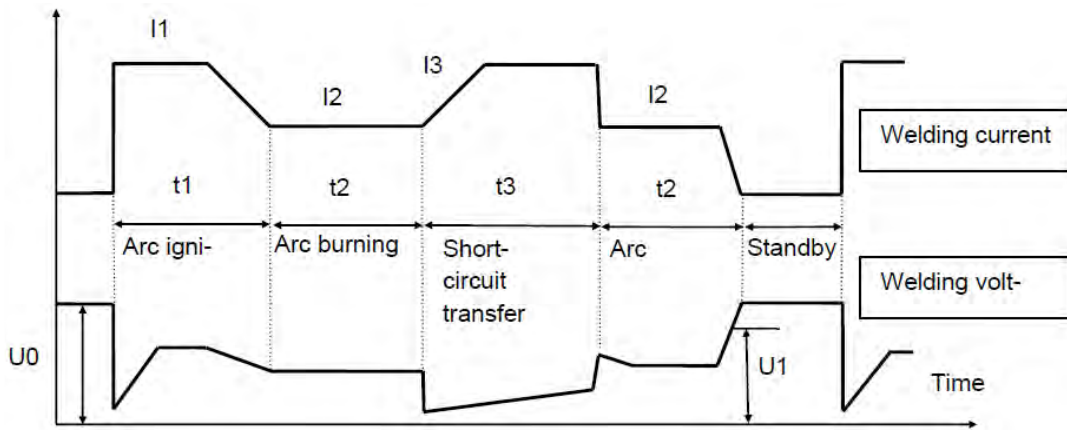 I1
I3
I2
I2
Welding current
t1
t2
t3
t2
Arc igni-
Arc burning
Short-
circuit
transfer
Arc
Standby
Welding volt-
U0
U1
Time